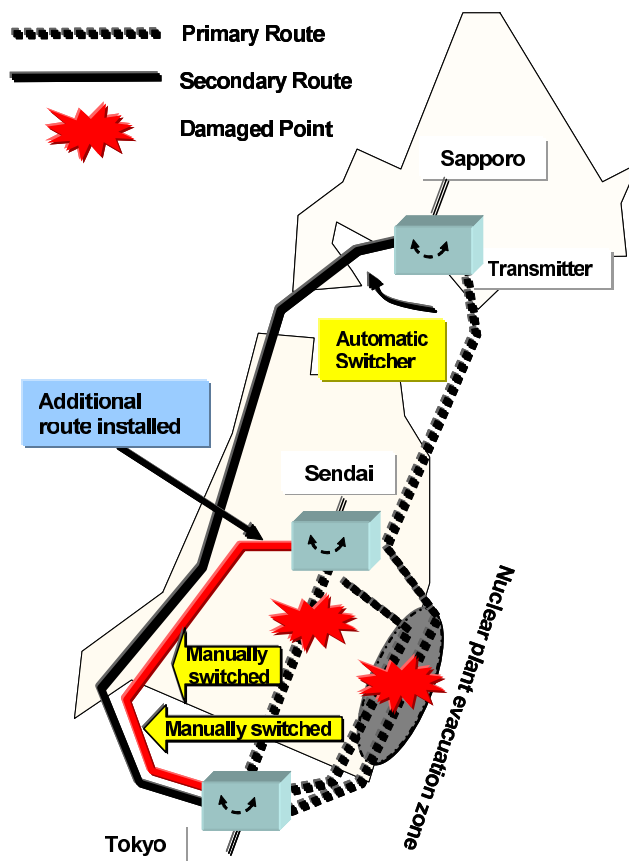 Primary Route
Secondary Route
Damaged Point
Sapporo
Transmitter
Automatic
Switcher
Additional
route installed
Sendai
Nuclear plant evacuation zone
Manually
switched
Manually switched
Tokyo